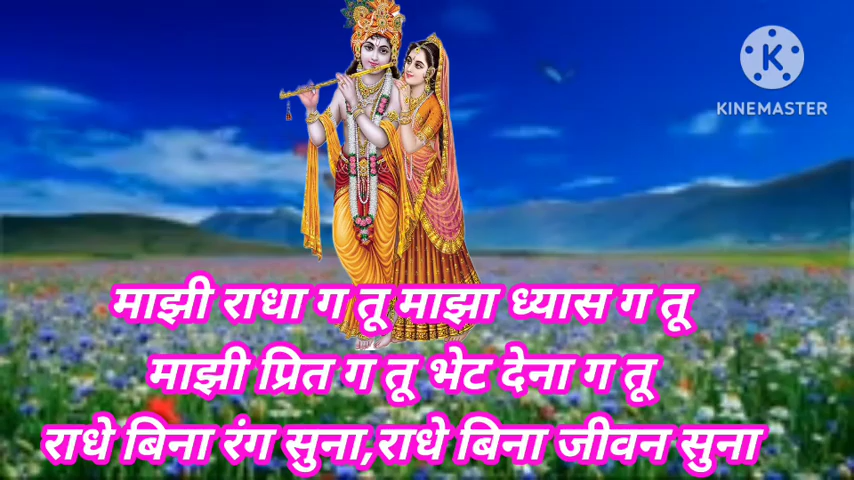 KINEMASTER
माझी राधा ग तू माझा ध्यास ग तू
माझी प्रित ग तू भेट देना ग तू
राधे बिना रंग सुना,राधे बिना जीवन सुना